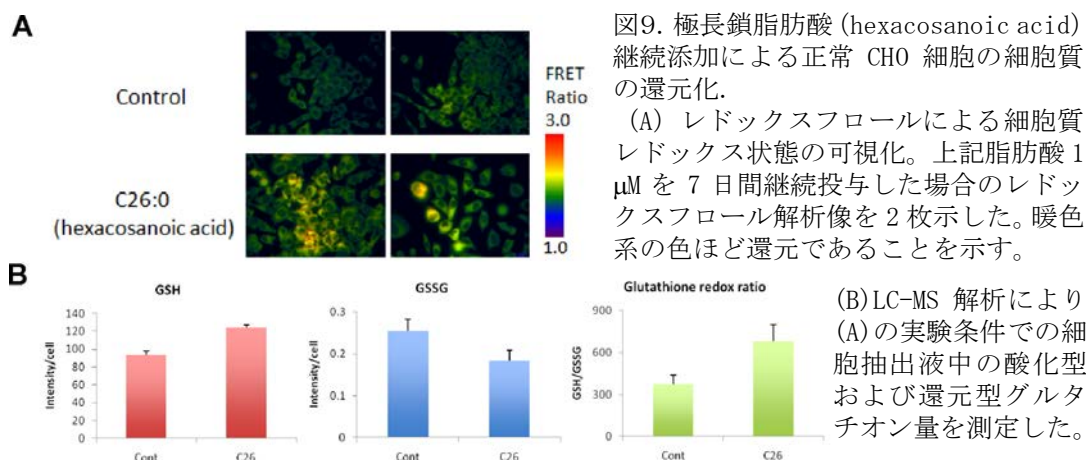 A
Control
C26:0
(hexacosanoic acid)
FRET
Ratio
3.0
1.0
図9. 極長鎖脂肪酸(hexacosanoic acid)
継続添加による正常 CHO 細胞の細胞質
の還元化.
(A) レドックスフロールによる細胞質
レドックス状態の可視化。上記脂肪酸 1
μM を 7 日間継続投与した場合のレドッ
クスフロール解析像を 2 枚示した。暖色
系の色ほど還元であることを示す。
B
GSH
Intensity/cell
140
120
100
80
60
40
20
0
Cont
C26
GSSG
Intensity/cell
0.3
0.2
0.1
0
Cont
C26
Glutathione redox ratio
GSH/GSSG
900
600
300
0
Cont
C26
(B)LC-MS 解析により
(A)の実験条件での細
胞抽出液中の酸化型
および還元型グルタ
チオン量を測定した。